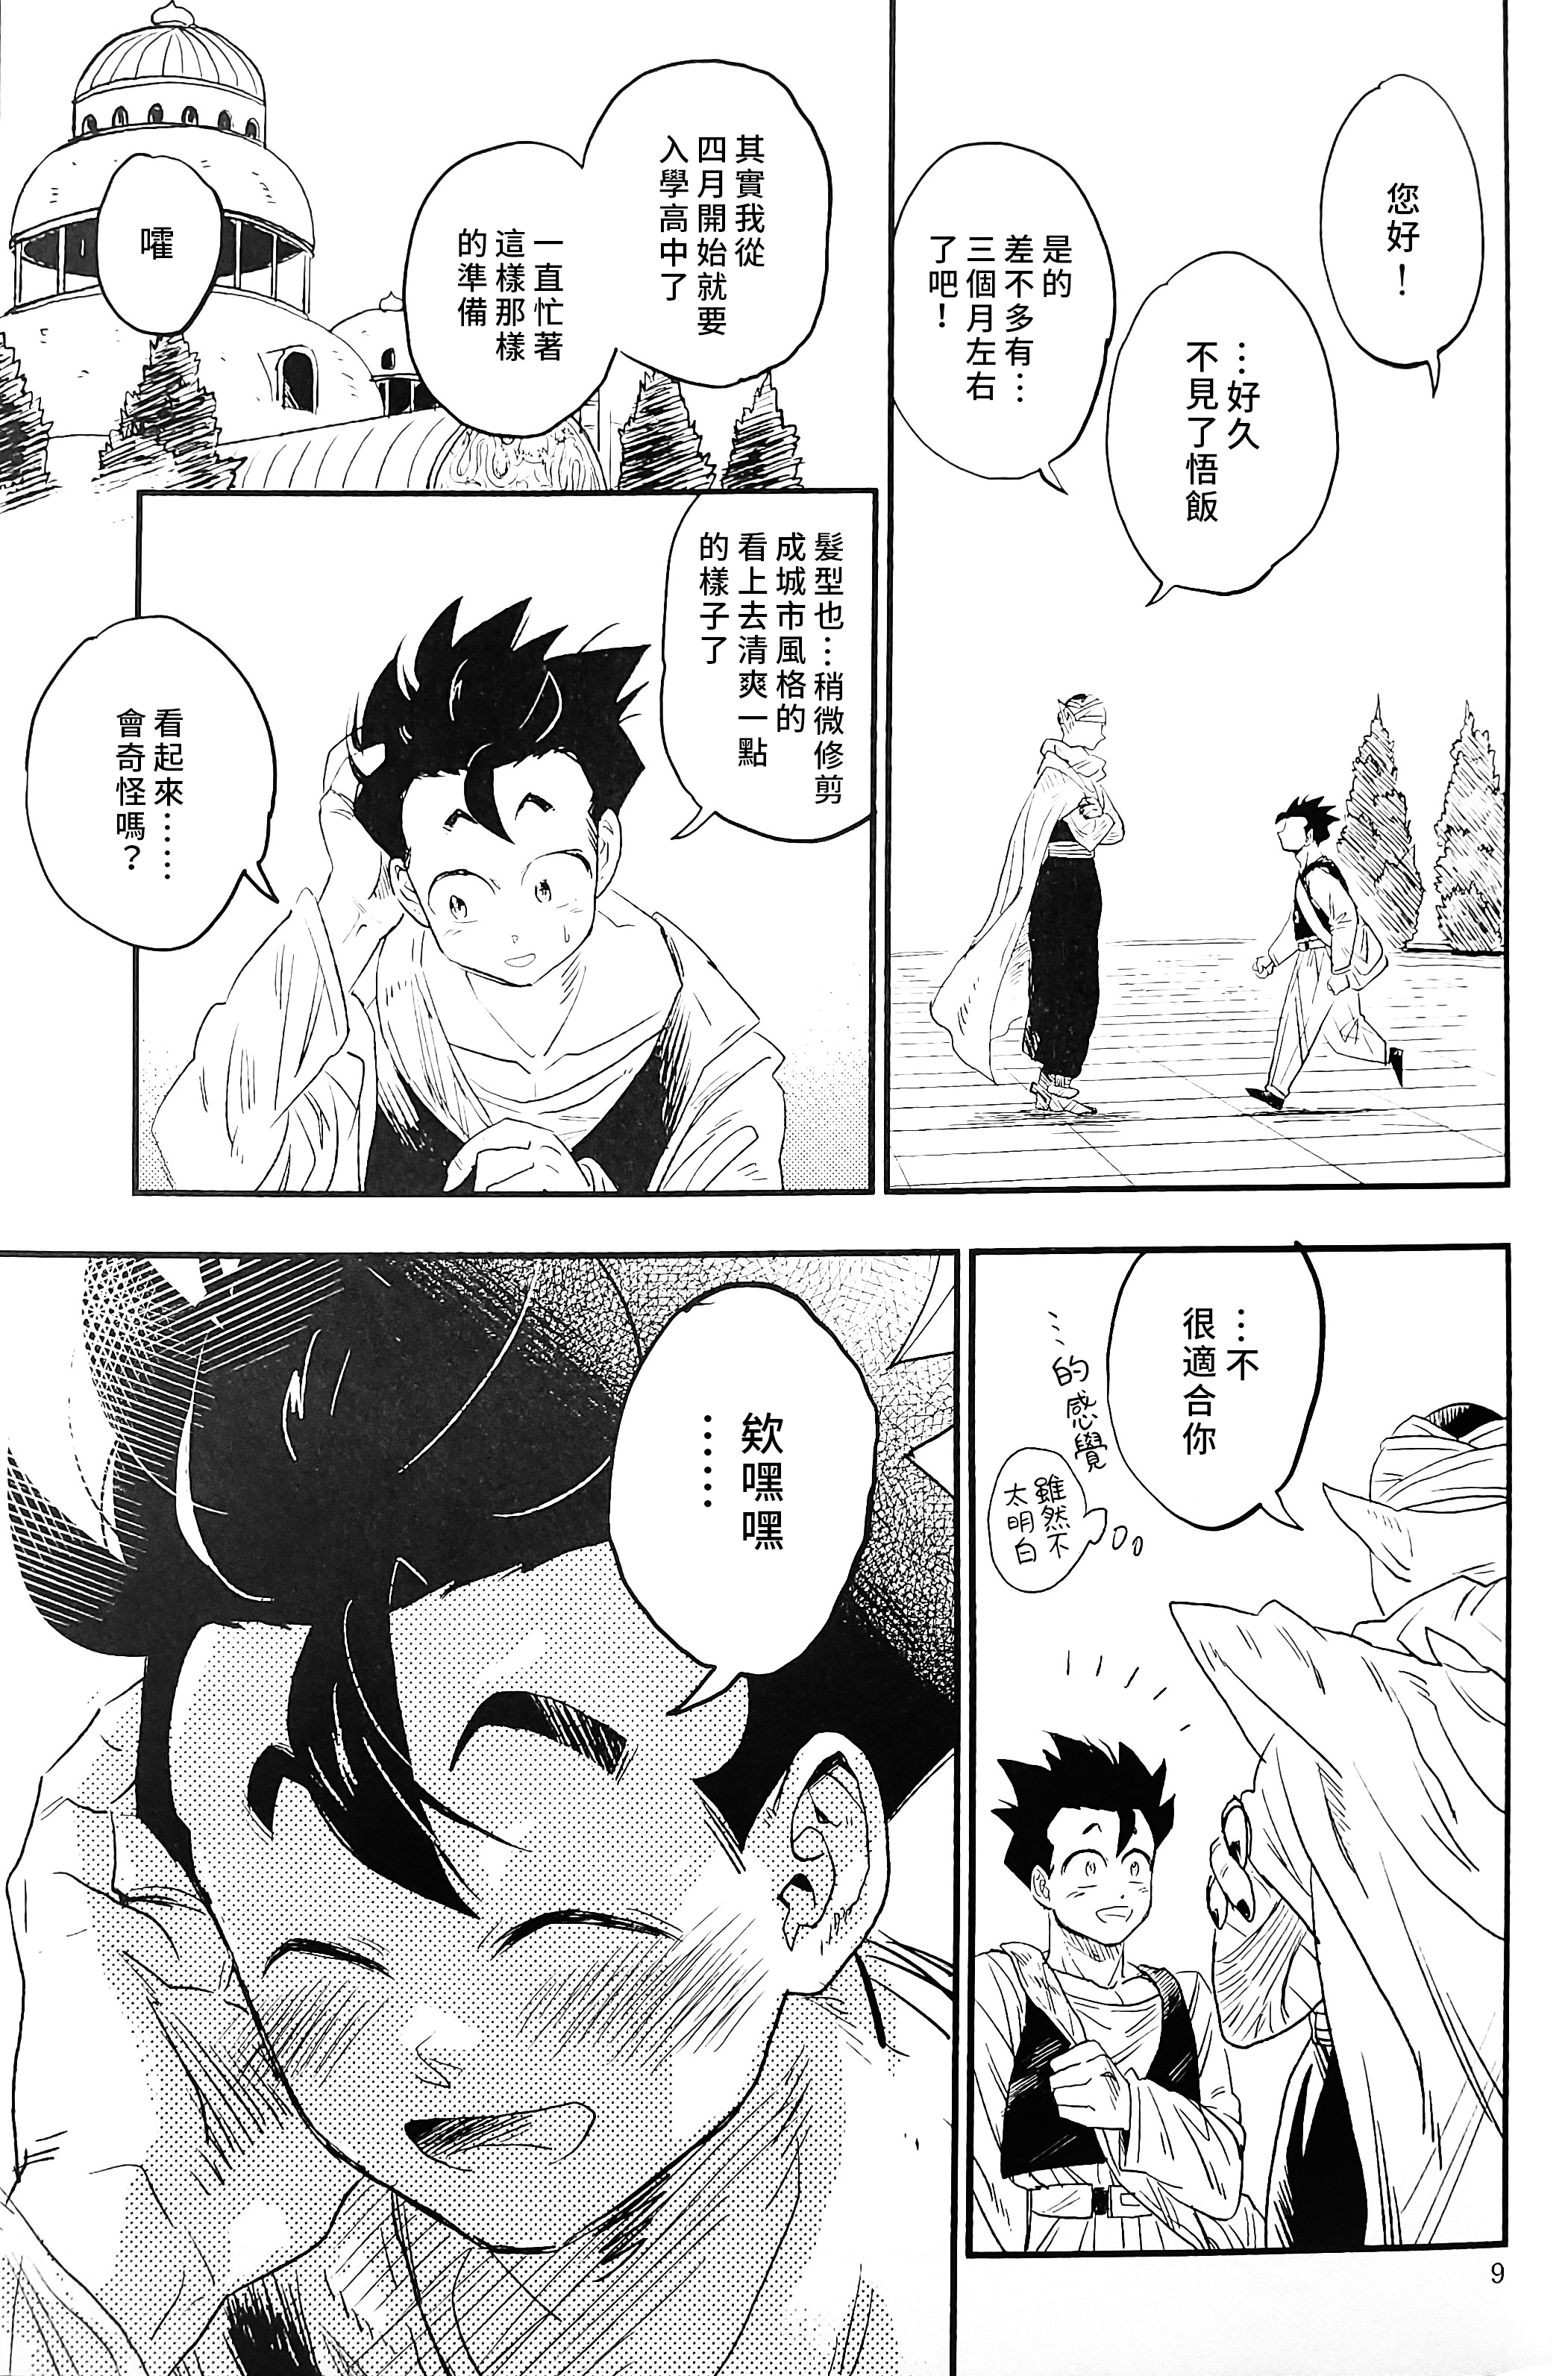 您好！
…好久
不見了悟飯
是的
差不多有…
三個月左右
了吧！
其實我從
四月開始就要
入學高中了
一直忙著
這樣那樣
的準備
嚯
髮型也…稍微修剪
成城市風格的
看上去清爽一點
的樣子了
看起來……
會奇怪嗎？
…不
很適合你
…的感覺
雖然不
太明白
欸嘿嘿
……
9